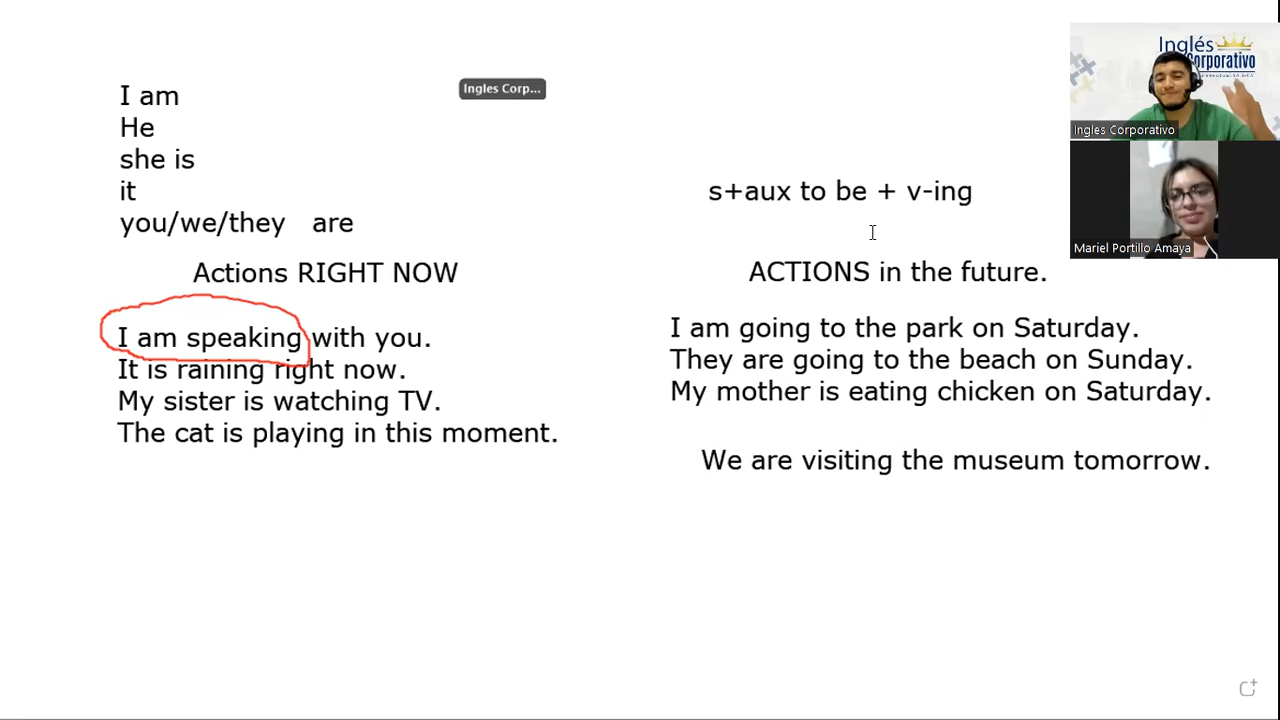 I am
He
she is
it
you/we/they are
Actions RIGHT NOW
I am speaking with you.
It is raining right now.
My sister is watching TV.
The cat is playing in this moment.
Ingles Corp...
s+aux to be + v-ing
ACTIONS in the future.
I am going to the park on Saturday.
They are going to the beach on Sunday.
My mother is eating chicken on Saturday.
We are visiting the museum tomorrow.
Inglés
Corporativo
Ingles Corporativo
Mariel Portillo Amaya